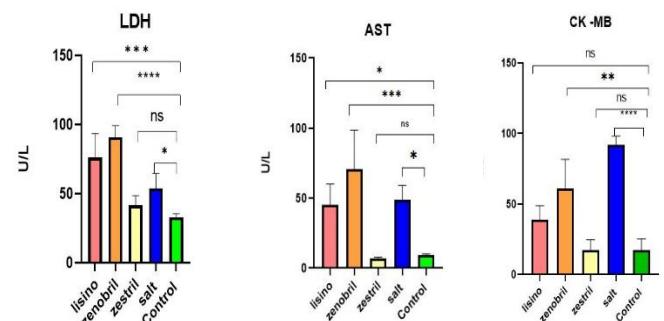 LDH
***
****
ns
*
150
100
50
0
U/L
lisino
zenobril
zestril
salt
Control
AST
*
***
ns
*
150
100
50
0
U/L
lisino
zenobril
zestril
salt
Control
CK -MB
ns
**
ns
****
150
100
50
0
lisino
zenobril
zestril
salt
Control